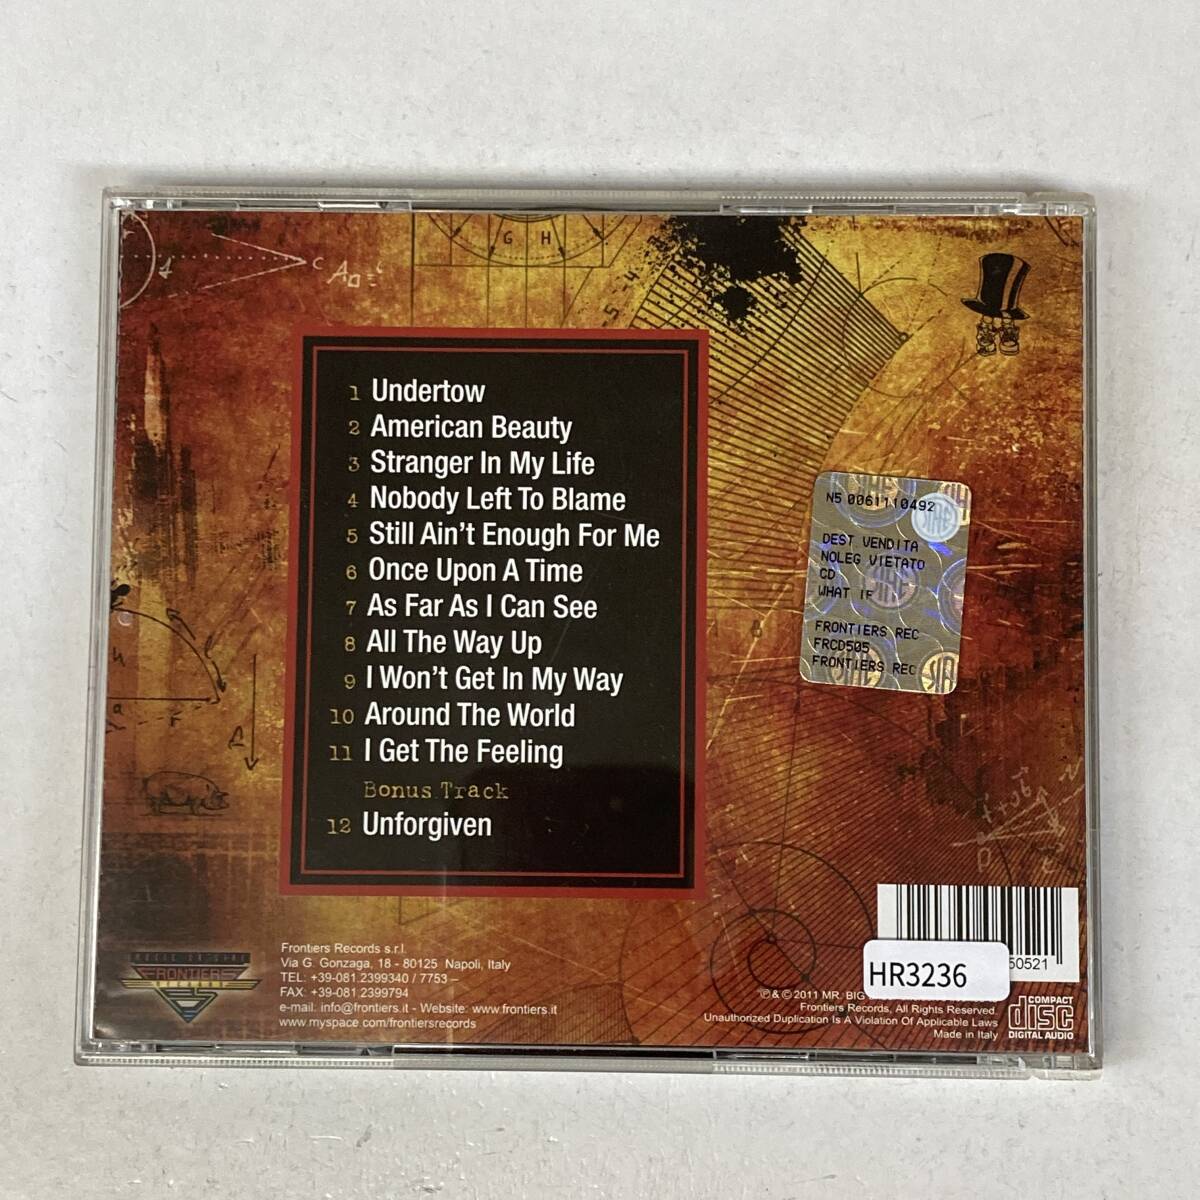 G H
C
4
1 Undertow
2 American Beauty
3 Stranger In My Life
4 Nobody Left To Blame
5 Still Ain't Enough For Me
6 Once Upon A Time
7 As Far As I Can See
8 All The Way Up
9 I Won't Get In My Way
10 Around The World
11 I Get The Feeling
Bonus Track
12 Unforgiven
N5 0061110492
DEST VENDITA
NOLEG VIETATO
CD
WHAT IF
FRONTIERS REC
FRCD505
FRONTIERS REC
FRONTIERS
Frontiers Records s.r.l.
Via G. Gonzaga, 18 - 80125 Napoli, Italy
TEL: +39-081.2399340 / 7753 –
FAX: +39-081.2399794
e-mail: info@frontiers.it - Website: www.frontiers.it
www.myspace.com/frontiersrecords
50521
HR3236
℗ & © 2011 MR. BIG
Frontiers Records, All Rights Reserved.
Unauthorized Duplication Is A Violation Of Applicable Laws
Made in Italy
COMPACT
disc
DIGITAL AUDIO